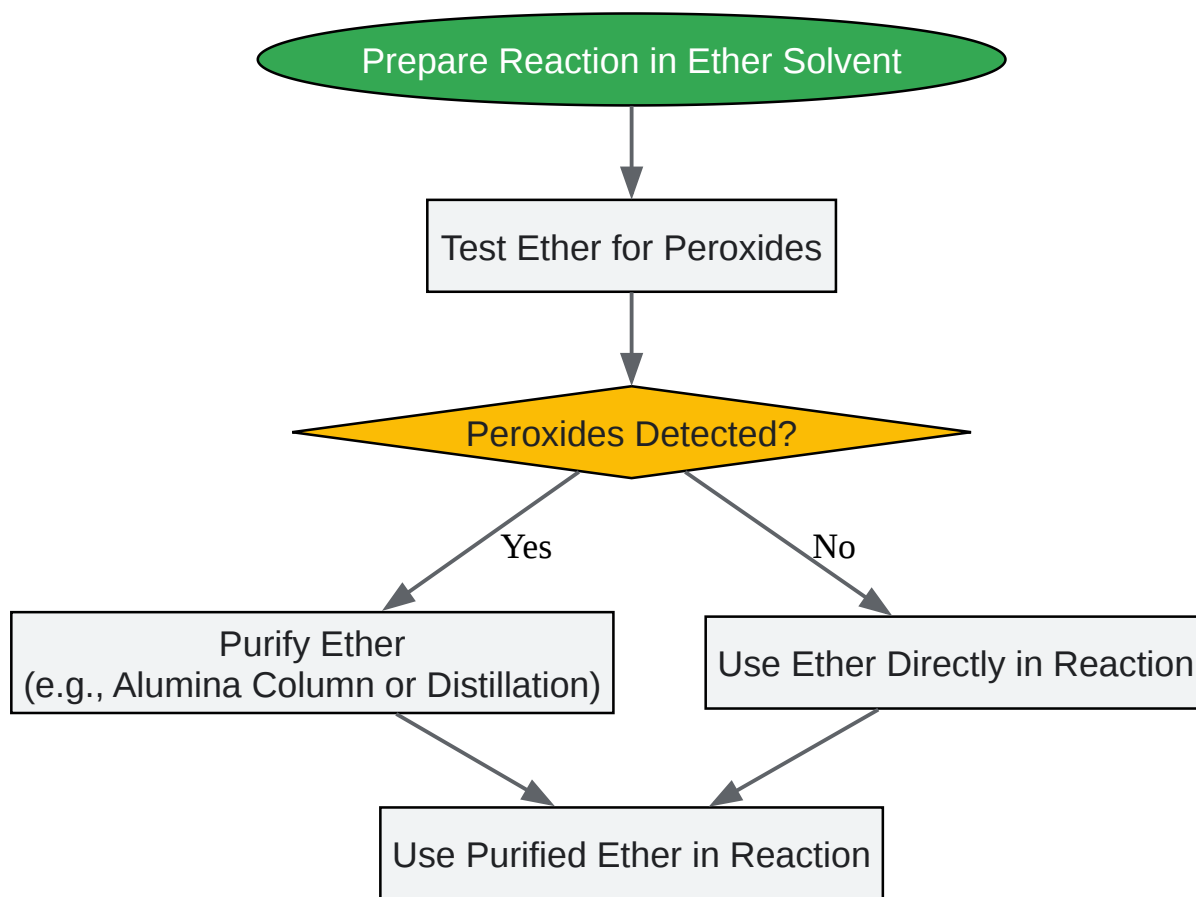 Prepare Reaction in Ether Solvent
Test Ether for Peroxides
Peroxides Detected?
Yes
No
Purify Ether
(e.g., Alumina Column or Distillation)
Use Ether Directly in Reaction
Use Purified Ether in Reaction